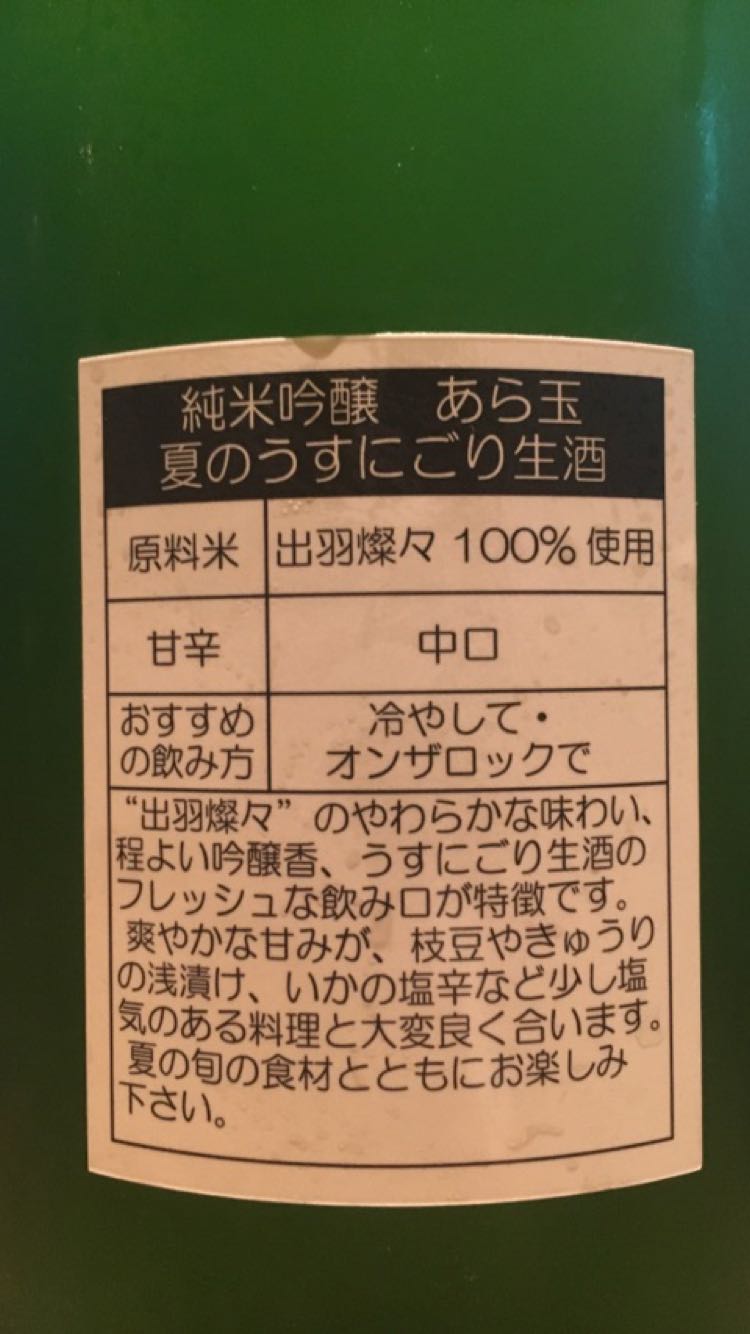 純米吟醸 あら玉
夏のうすにごり生酒
原料米 出羽燦々 100% 使用
甘辛 中口
おすすめ
の飲み方
冷やして・
オンザロックで
“出羽燦々”のやわらかな味わい、
程よい吟醸香、うすにごり生酒の
フレッシュな飲み口が特徴です。
爽やかな甘みが、枝豆やきゅうり
の浅漬け、いかの塩辛など少し塩
気のある料理と大変良く合います。
夏の旬の食材とともにお楽しみ
下さい。